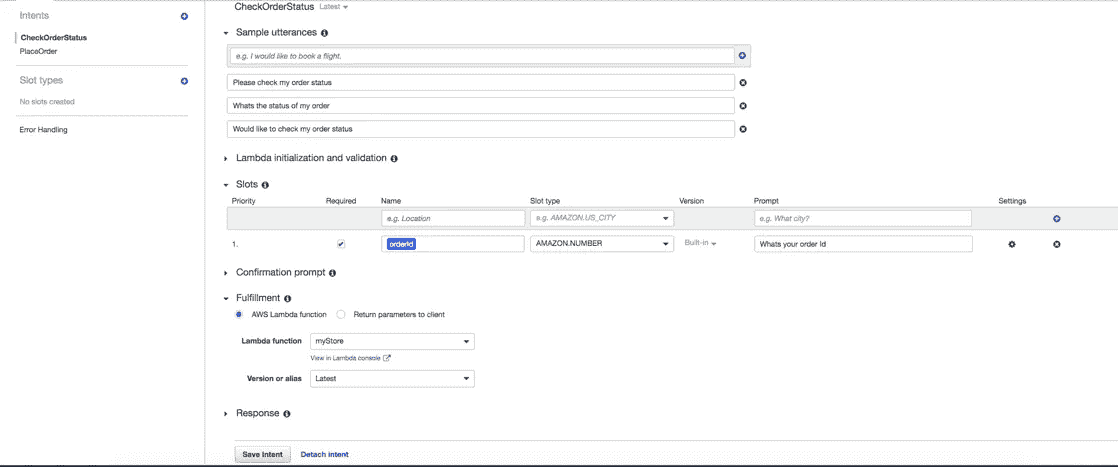 Intents
CheckOrderStatus
PlaceOrder
Slot types
No slots created
Error Handling
CheckOrderStatus Latest
Sample utterances
e.g. I would like to book a flight.
Please check my order status
Whats the status of my order
Would like to check my order status
Lambda initialization and validation
Slots
Priority Required Name Slot type Version Prompt Settings
e.g. Location e.g. AMAZON.US_CITY e.g. What city?
1. orderId AMAZON.NUMBER Built-in Whats your order Id
Confirmation prompt
Fulfillment
AWS Lambda function Return parameters to client
Lambda function myStore
View in Lambda console
Version or alias Latest
Response
Save Intent Detach intent